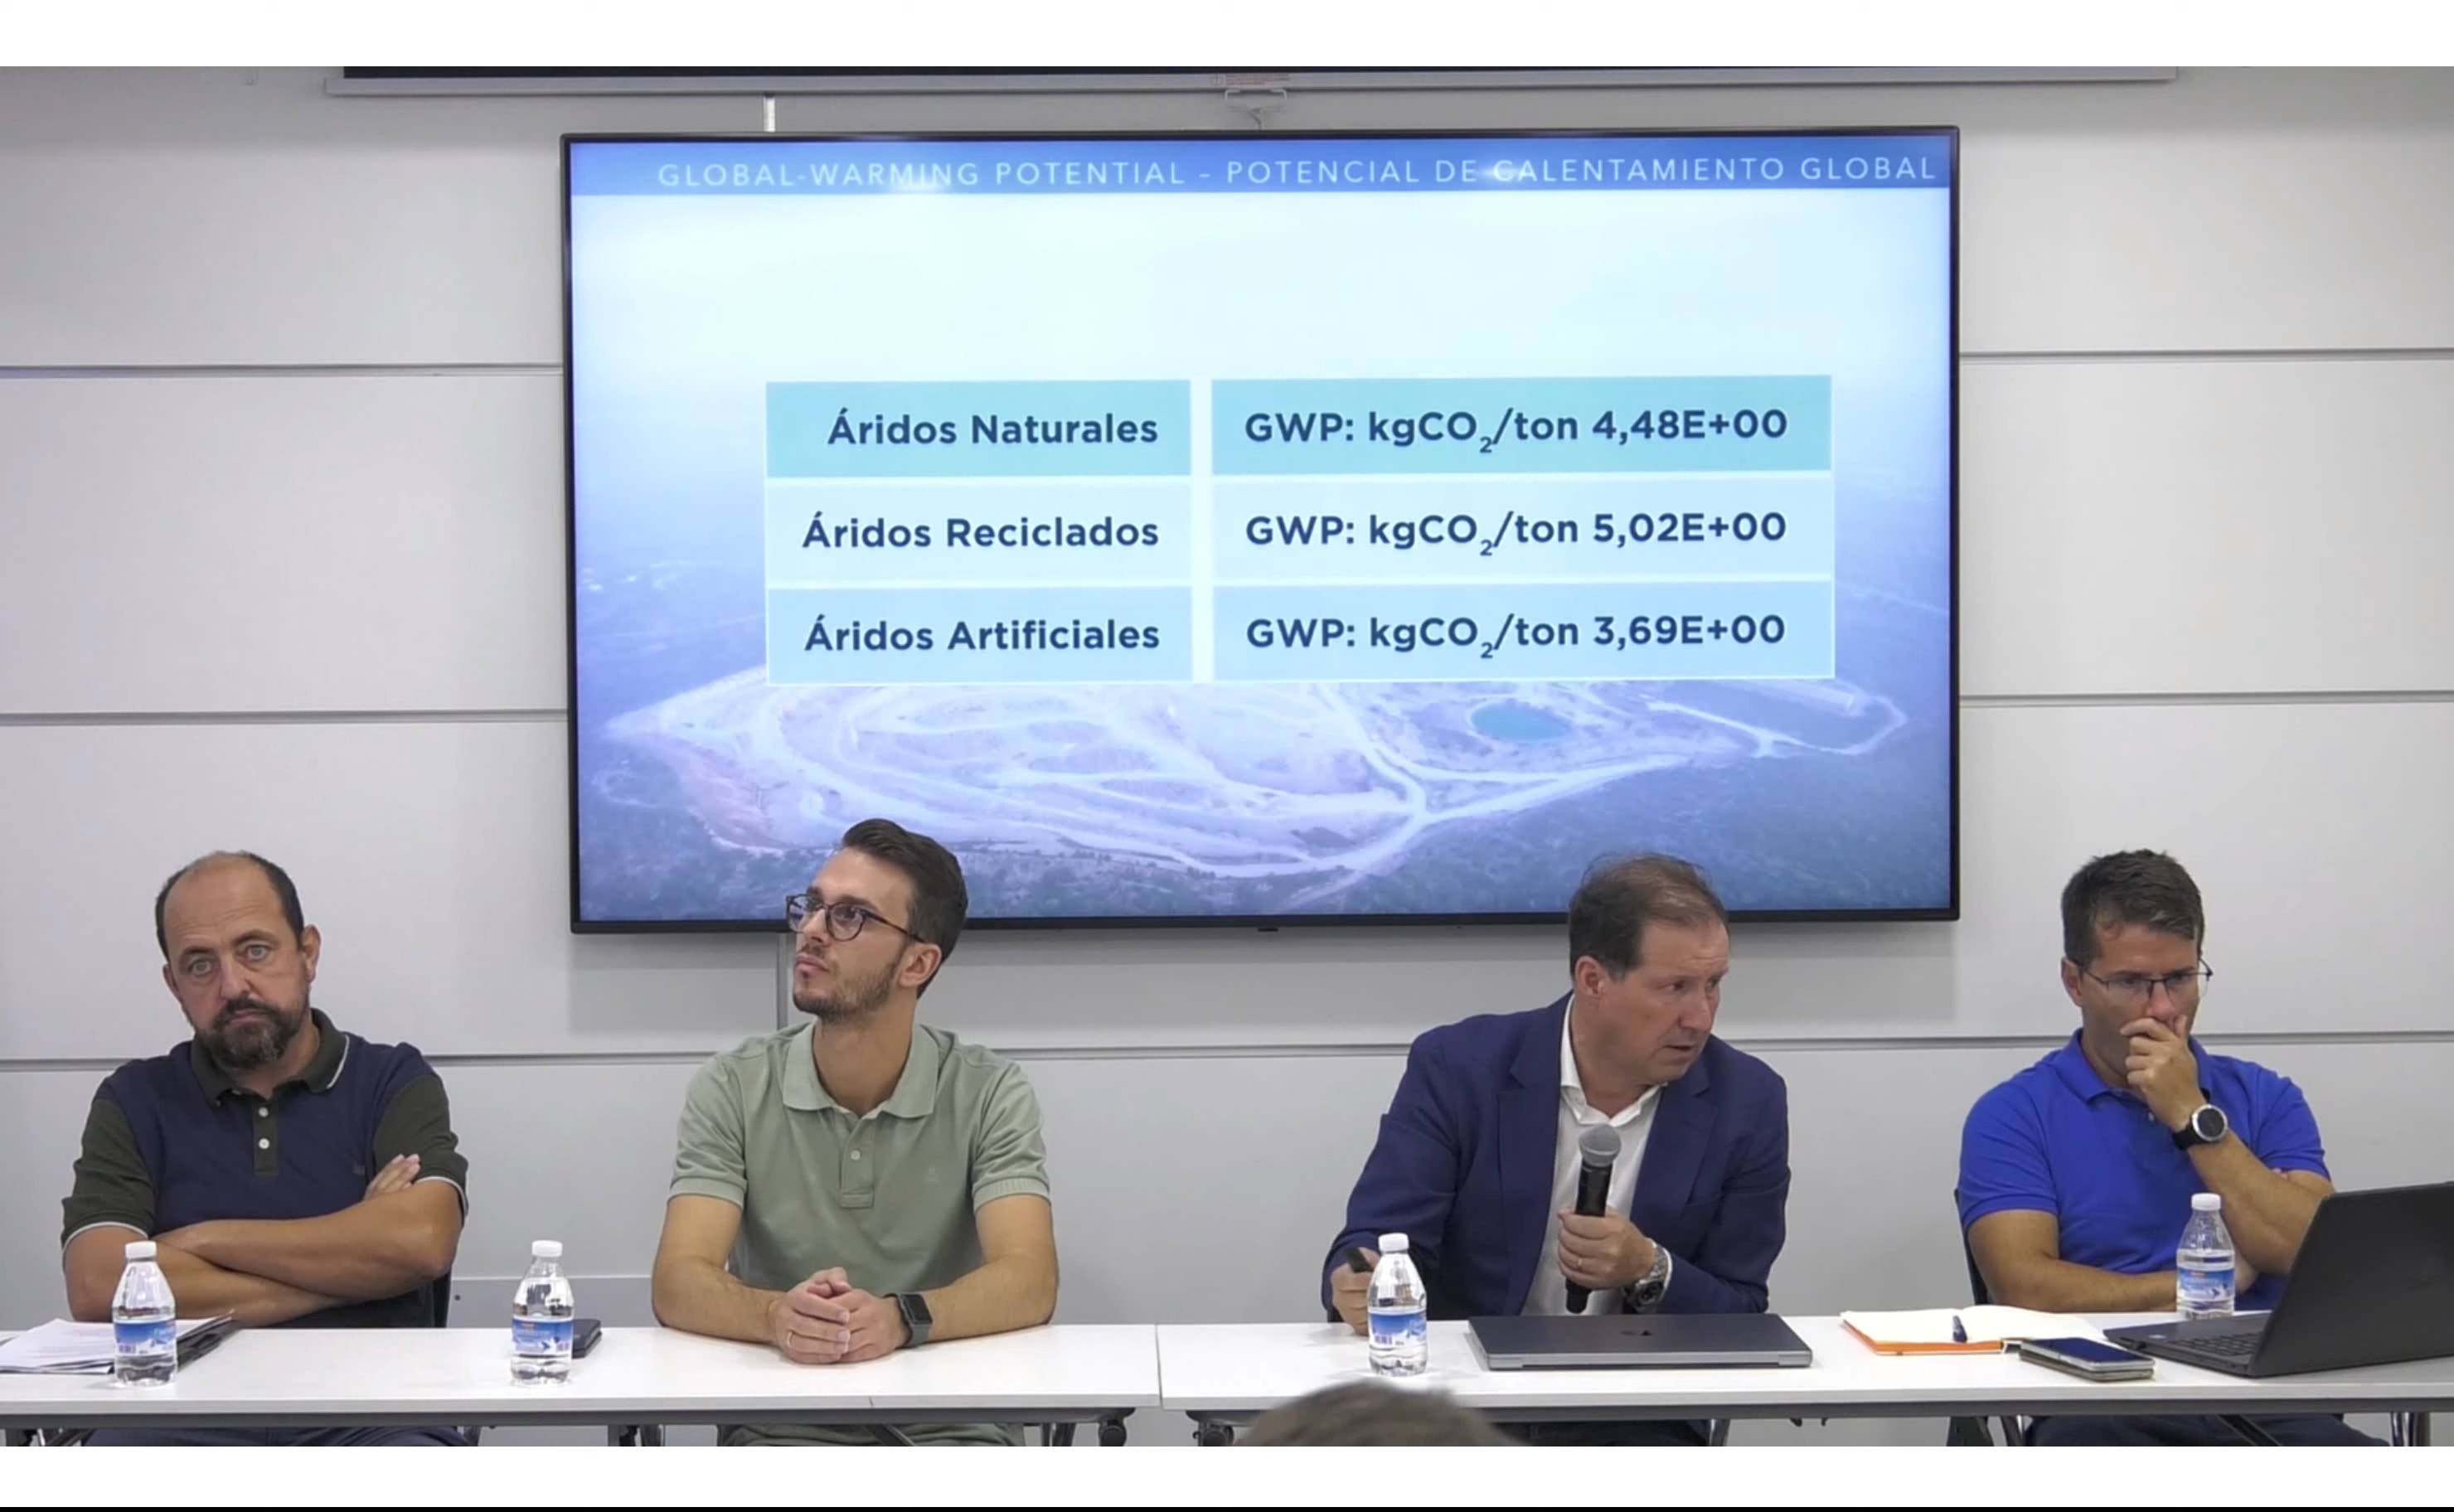 GLOBAL-WARMING POTENTIAL - POTENCIAL DE CALENTAMIENTO GLOBAL
Áridos Naturales GWP: kgCO₂/ton 4,48E+00
Áridos Reciclados GWP: kgCO₂/ton 5,02E+00
Áridos Artificiales GWP: kgCO₂/ton 3,69E+00